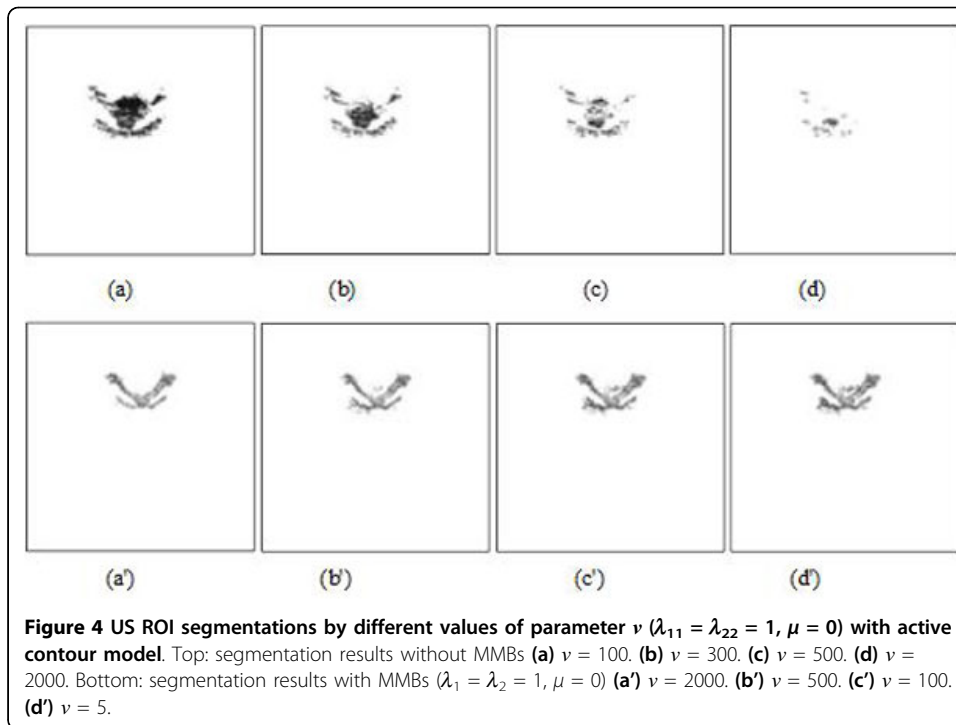 (a) (b) (c) (d)
(a') (b') (c') (d')
Figure 4 US ROI segmentations by different values of parameter ν (λ₁₁ = λ₂₂ = 1, μ = 0) with active
contour model. Top: segmentation results without MMBs (a) ν = 100. (b) ν = 300. (c) ν = 500. (d) ν =
2000. Bottom: segmentation results with MMBs (λ₁ = λ₂ = 1, μ = 0) (a′) ν = 2000. (b′) ν = 500. (c′) ν = 100.
(d′) ν = 5.